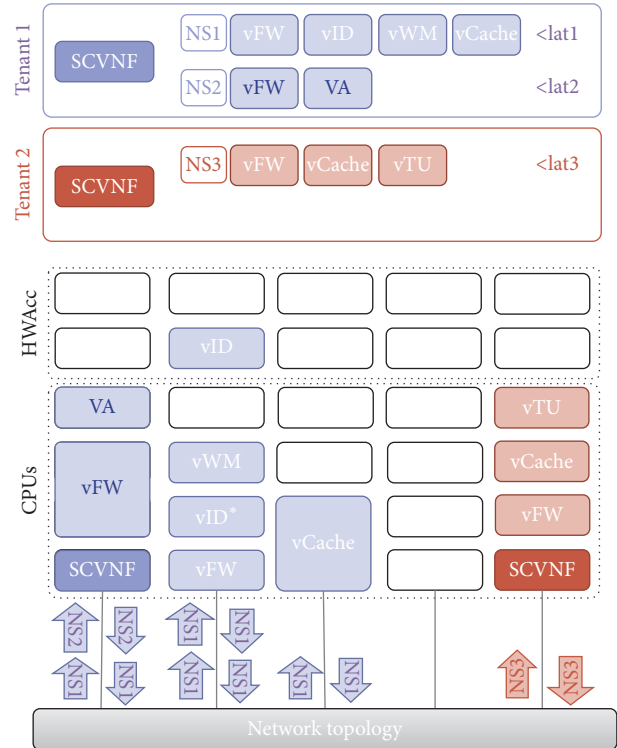 Tenant 1
SCVNF
NS1 vFW vID vWM vCache <lat1
NS2 vFW VA <lat2
Tenant 2
SCVNF
NS3 vFW vCache vTU <lat3
HWAcc
vID
CPUs
VA vTU
vFW vWM vCache
vID* vCache vFW
SCVNF vFW SCVNF
NS2 NS2 NS1 NS1
NS1 NS1 NS1 NS1 NS1 NS1 NS3 NS3
Network topology